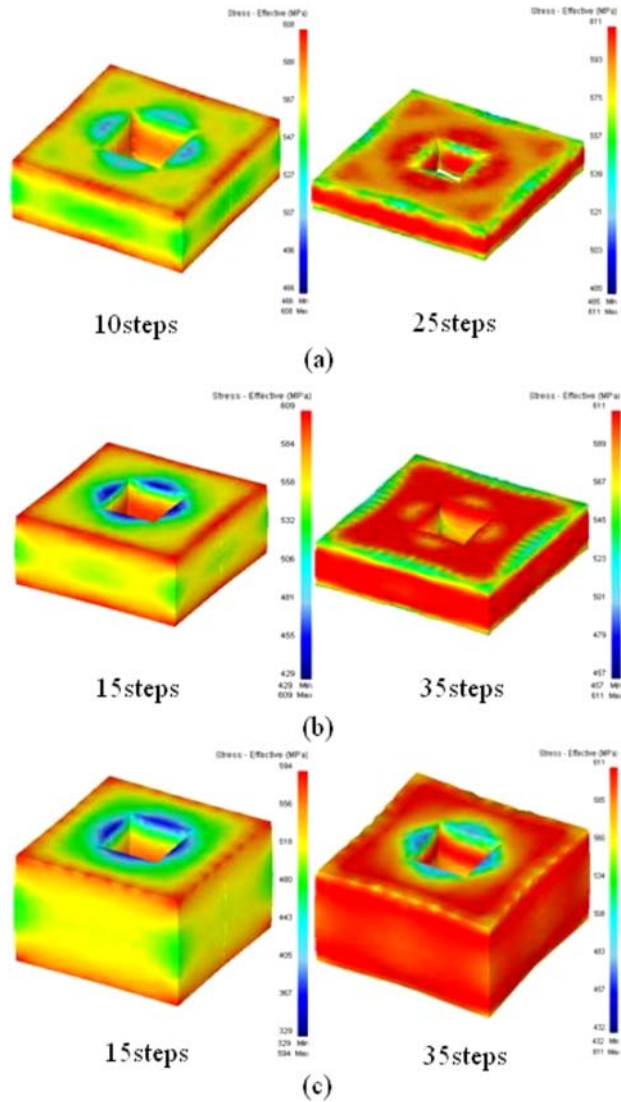 Stress - Effective (MPa)
608
588
567
547
527
507
486
466
466 Min
608 Max
10steps
Stress - Effective (MPa)
611
593
575
557
539
521
503
485
485 Min
611 Max
25steps
(a)
Stress - Effective (MPa)
609
584
558
532
506
481
455
429
429 Min
609 Max
15steps
Stress - Effective (MPa)
611
589
567
545
523
501
479
457
457 Min
611 Max
35steps
(b)
Stress - Effective (MPa)
594
556
518
480
443
405
367
329
329 Min
594 Max
15steps
Stress - Effective (MPa)
611
585
560
534
483
457
432
432 Min
611 Max
35steps
(c)